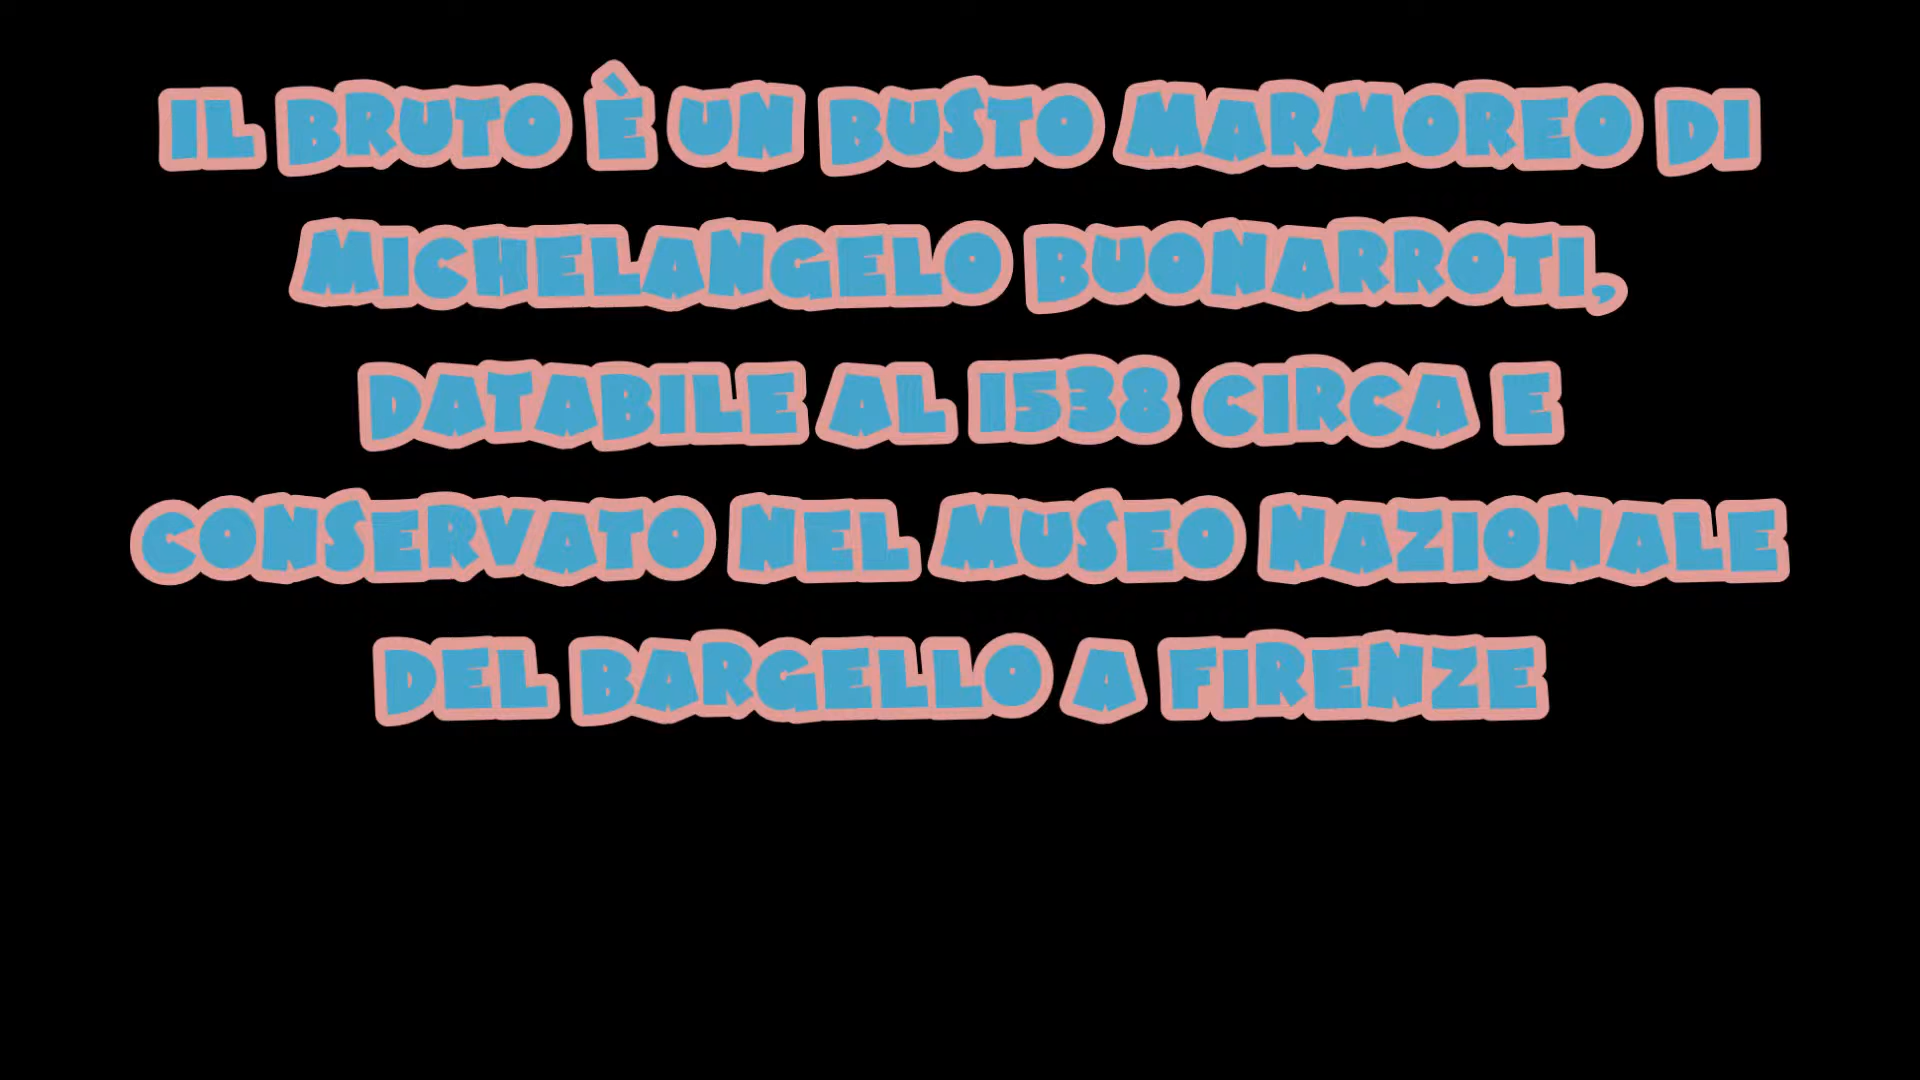 IL BRUTO È UN BUSTO MARMOREO DI
MICHELANGELO BUONARROTI,
DATABILE AL 1538 CIRCA E
CONSERVATO NEL MUSEO NAZIONALE
DEL BARGELLO A FIRENZE